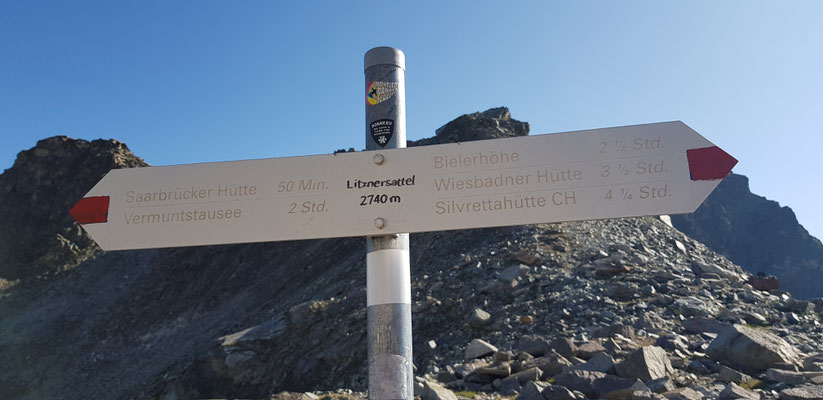 Saarbrücker Hütte 50 Min.
Vermuntstausee 2 Std.
Litznersattel
2740 m
Bielerhöhe 2 ½ Std.
Wiesbadner Hütte 3 ½ Std.
Silvrettahütte CH 4 ¼ Std.